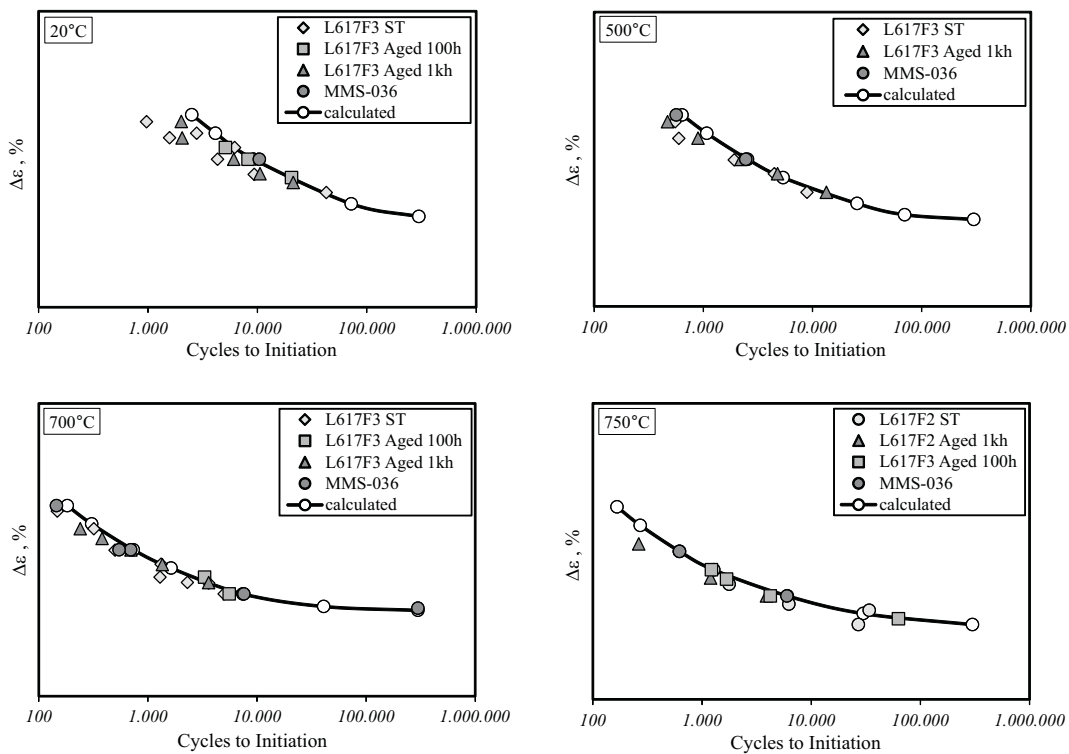 20°C
L617F3 ST
L617F3 Aged 100h
L617F3 Aged 1kh
MMS-036
calculated
Δε , %
100 1.000 10.000 100.000 1.000.000
Cycles to Initiation
500°C
L617F3 ST
L617F3 Aged 1kh
MMS-036
calculated
Δε , %
100 1.000 10.000 100.000 1.000.000
Cycles to Initiation
700°C
L617F3 ST
L617F3 Aged 100h
L617F3 Aged 1kh
MMS-036
calculated
Δε , %
100 1.000 10.000 100.000 1.000.000
Cycles to Initiation
750°C
L617F2 ST
L617F2 Aged 1kh
L617F3 Aged 100h
MMS-036
calculated
Δε , %
100 1.000 10.000 100.000 1.000.000
Cycles to Initiation